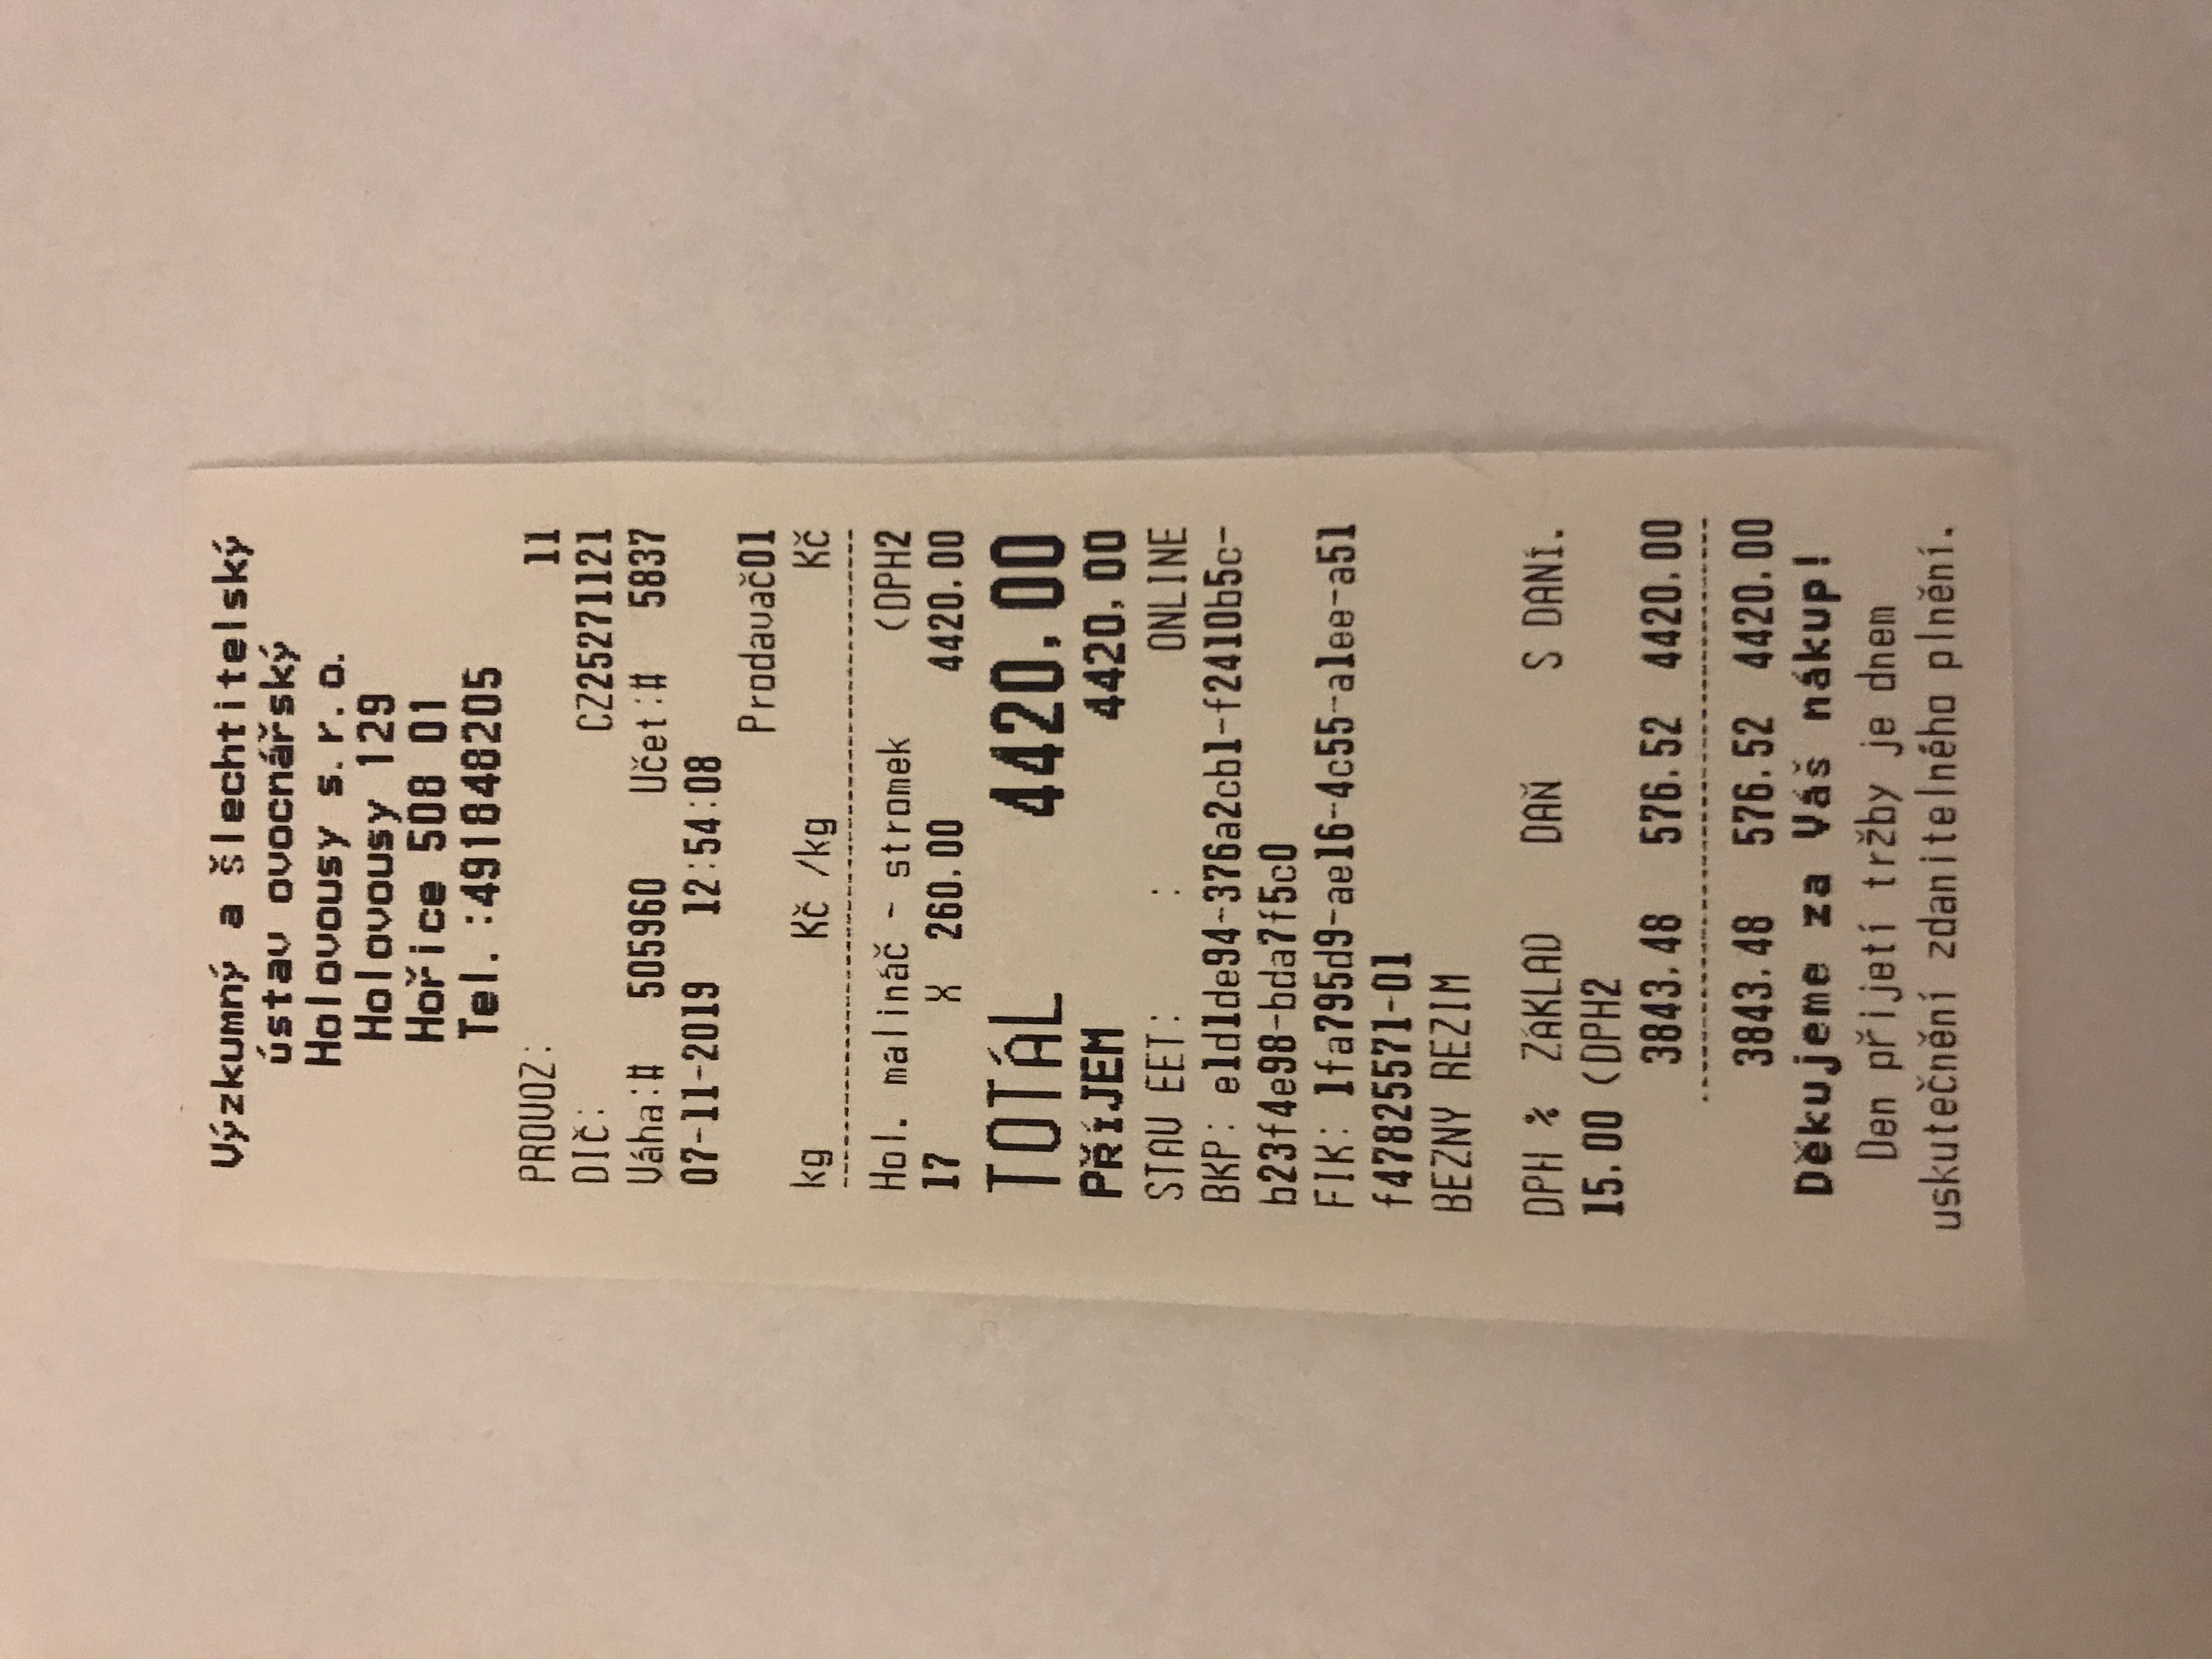 Výzkumný a šlechtitelský
ústav ovocnářský
Holovousy s.r.o.
Holovousy 129
Hořice 508 01
Tel.:491848205
PROVOZ: 11
DIČ: CZ25271121
Váha:# 505960 Učet:# 5837
07-11-2019 12:54:08
Prodavač01
kg Kč /kg Kč
Hol. malináč - stromek (DPH2
17 X 260.00 4420.00
TOTÁL 4420,00
PŘÍJEM 4420,00
STAV EET: : ONLINE
BKP: e1d1de94-376a2cb1-f2410b5c-
b23f4e98-bda7f5c0
FIK: 1fa795d9-ae16-4c55-a1ee-a51
f47825571-01
BEZNY REZIM
DPH % ZÁKLAD DAŇ S DANÍ.
15.00 (DPH2
3843.48 576.52 4420.00
3843.48 576.52 4420.00
Děkujeme za Váš nákup!
Den přijetí tržby je dnem
uskutečnění zdanitelného plnění.